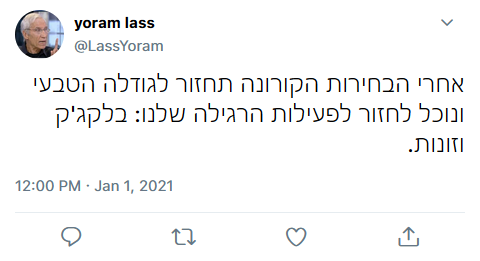 yoram lass
@LassYoram
אחרי הבחירות הקורונה תחזור לגודלה הטבעי
ונוכל לחזור לפעילות הרגילה שלנו: בלקג'ק
וזונות.
12:00 PM · Jan 1, 2021